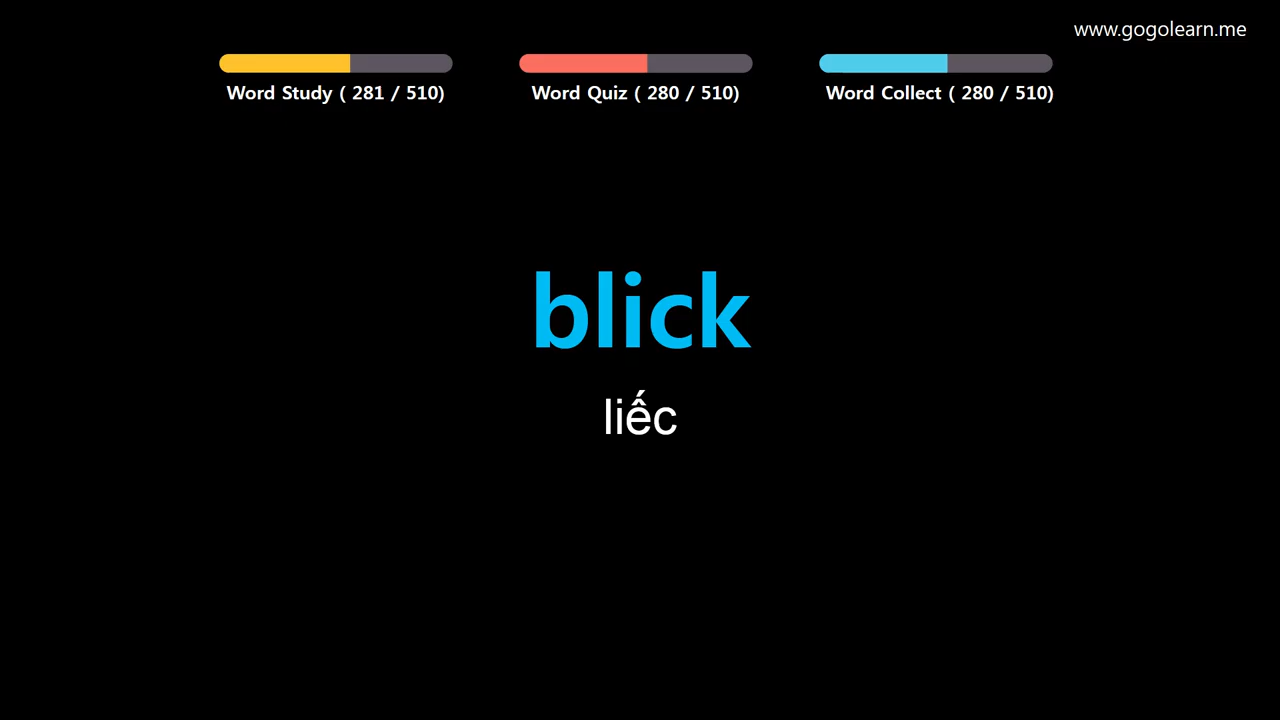 www.gogolearn.me
Word Study ( 281 / 510)
Word Quiz ( 280 / 510)
Word Collect ( 280 / 510)
blick
liếc